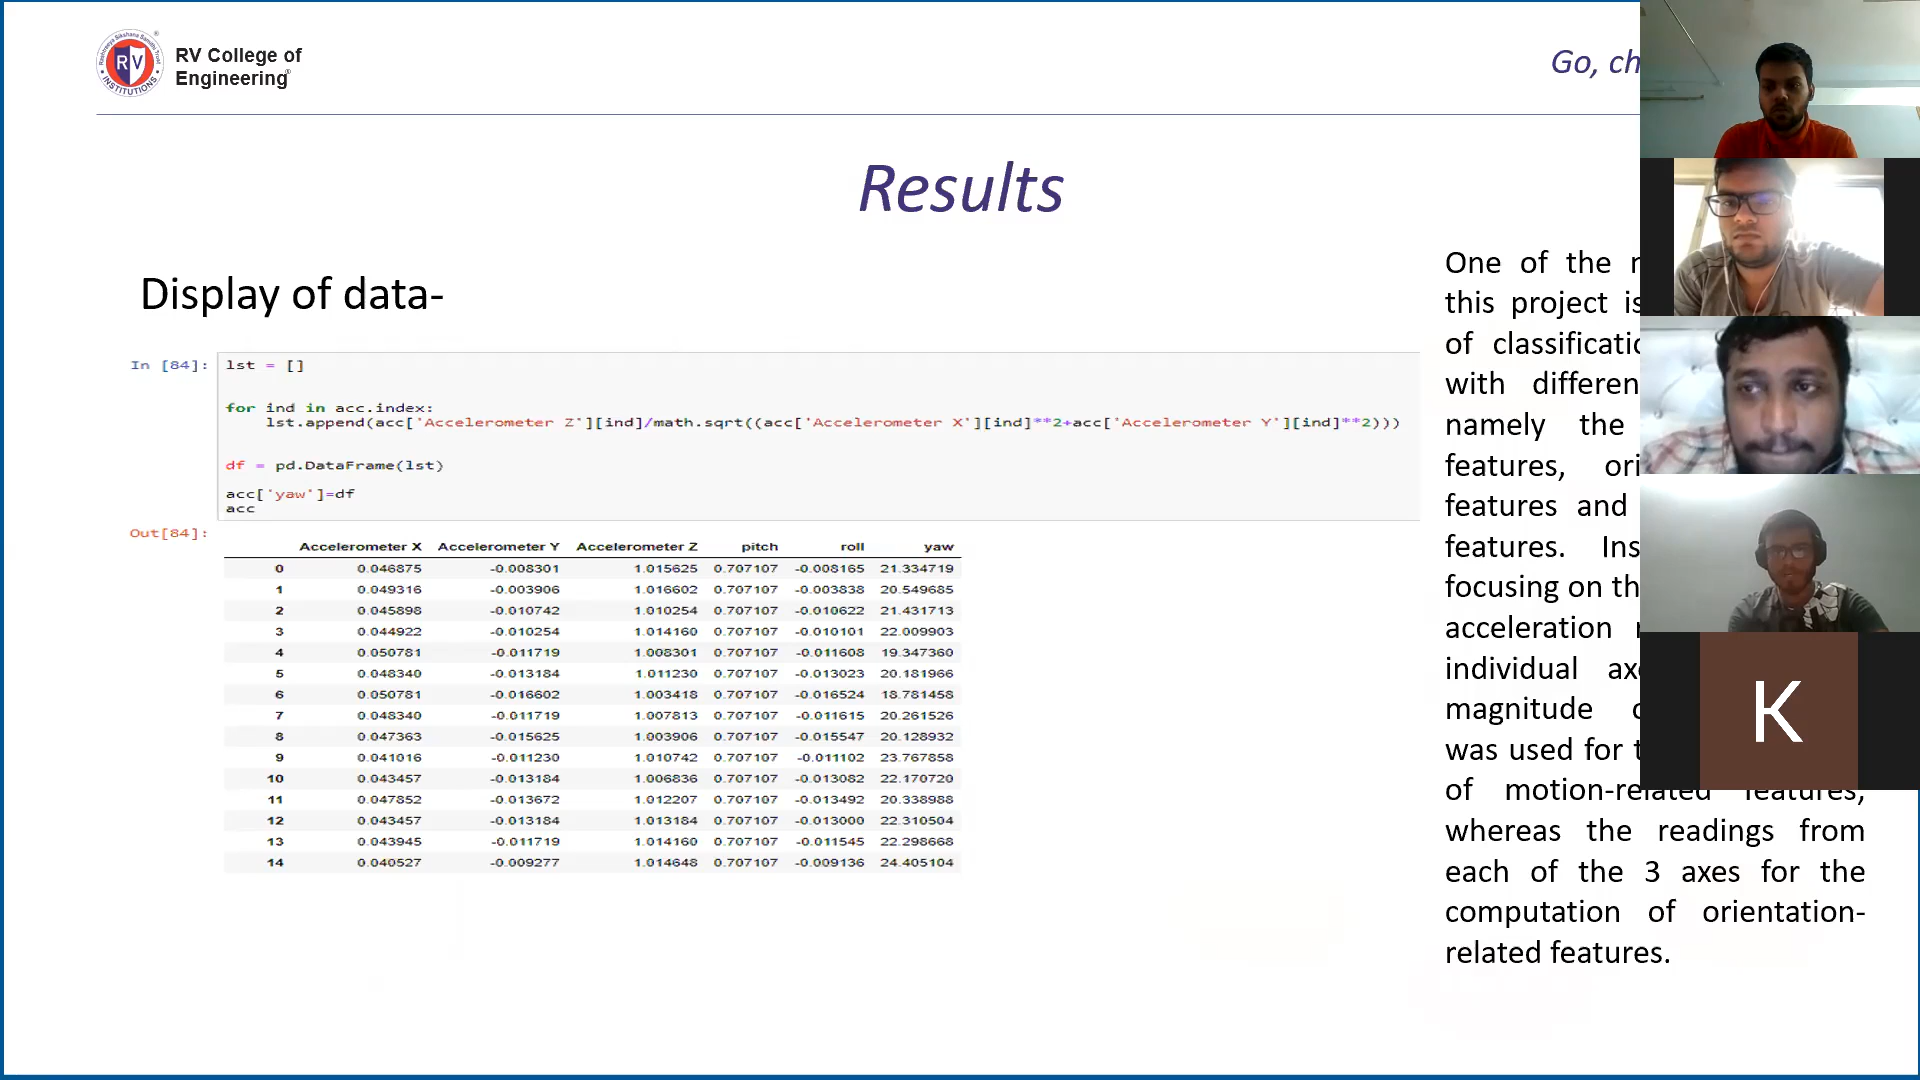 RV College of
Engineering
Go, ch
Results
Display of data-
In [84]: lst = []
for ind in acc.index:
lst.append(acc['Accelerometer Z'][ind]/math.sqrt((acc['Accelerometer X'][ind]**2+acc['Accelerometer Y'][ind]**2)))
df = pd.DataFrame(lst)
acc['yaw']=df
acc
Out[84]:
Accelerometer X Accelerometer Y Accelerometer Z pitch roll yaw
0 0.046875 -0.008301 1.015625 0.707107 -0.008165 21.334719
1 0.049316 -0.003906 1.016602 0.707107 -0.003838 20.549685
2 0.045898 -0.010742 1.010254 0.707107 -0.010622 21.431713
3 0.044922 -0.010254 1.014160 0.707107 -0.010101 22.009903
4 0.050781 -0.011719 1.008301 0.707107 -0.011608 19.347360
5 0.048340 -0.013184 1.011230 0.707107 -0.013023 20.181966
6 0.050781 -0.016602 1.003418 0.707107 -0.016524 18.781458
7 0.048340 -0.011719 1.007813 0.707107 -0.011615 20.261526
8 0.047363 -0.015625 1.003906 0.707107 -0.015547 20.128932
9 0.041016 -0.011230 1.010742 0.707107 -0.011102 23.767858
10 0.043457 -0.013184 1.006836 0.707107 -0.013082 22.170720
11 0.047852 -0.013672 1.012207 0.707107 -0.013492 20.338988
12 0.043457 -0.013184 1.013184 0.707107 -0.013000 22.310504
13 0.043945 -0.011719 1.014160 0.707107 -0.011545 22.298668
14 0.040527 -0.009277 1.014648 0.707107 -0.009136 24.405104
One of the
this project is
of classificatio
with differen
namely the
features, ori
features and
features. Ins
focusing on th
acceleration
individual ax
magnitude
was used for t
of motion-related features,
whereas the readings from
each of the 3 axes for the
computation of orientation-
related features.
K
RV
INSTITUTIONS